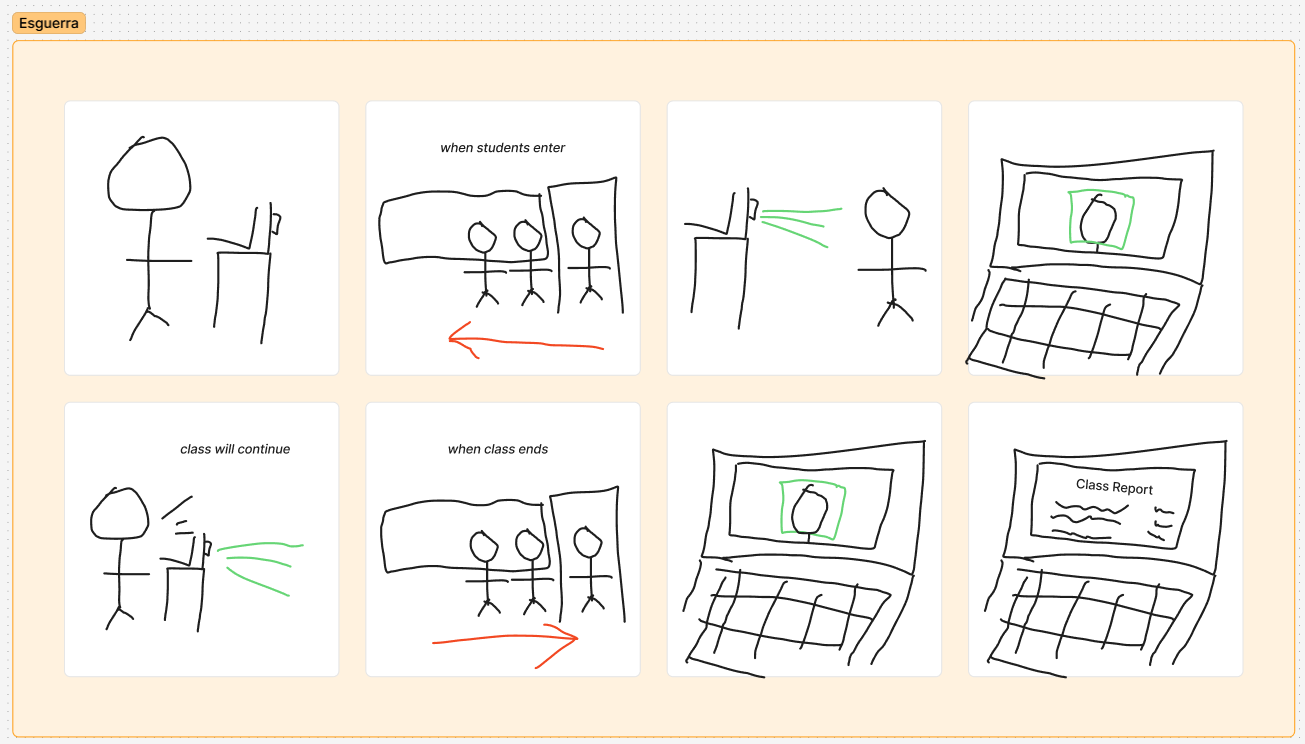 Esguerra
when students enter
class will continue
when class ends
Class Report